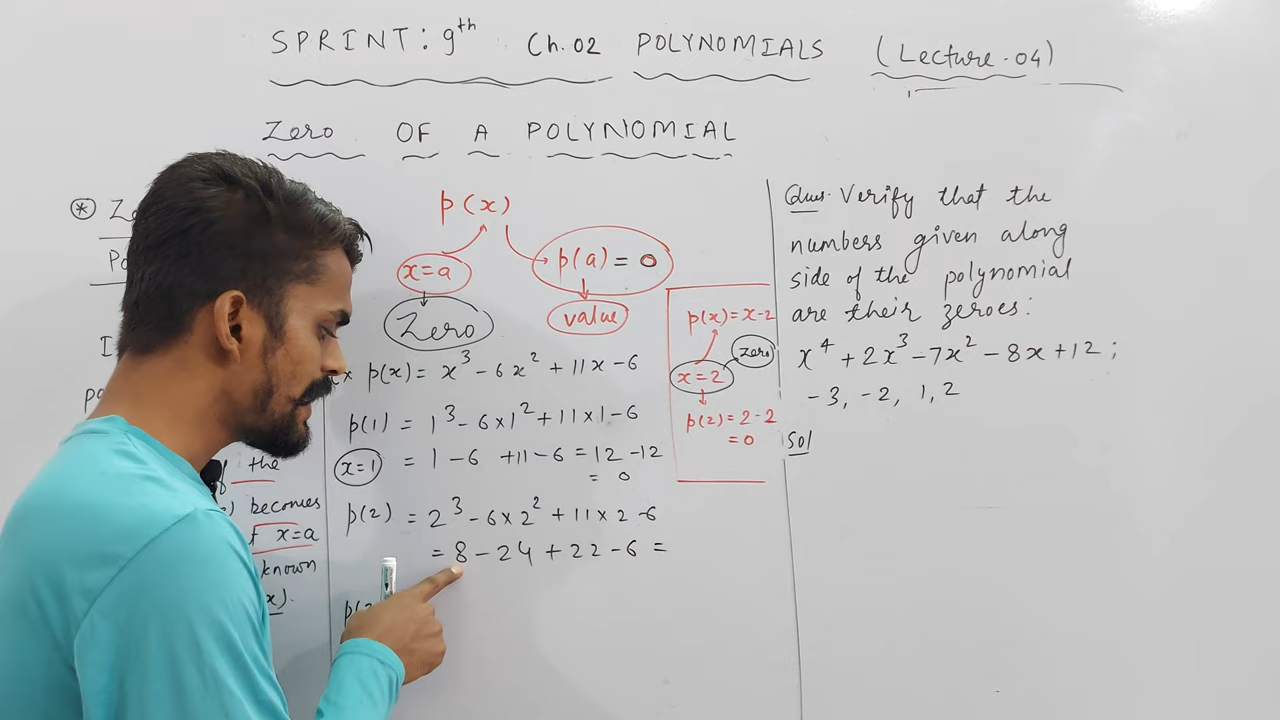 SPRINT: 9th Ch. 02 POLYNOMIALS (Lecture-04)
Zero OF A POLYNOMIAL
p(x)
x=a
p(a) = 0
Zero
value
p(x) = x³ - 6x² + 11x - 6
p(1) = 1³ - 6×1² + 11×1 - 6
x=1 = 1 - 6 + 11 - 6 = 12 - 12
= 0
p(2) = 2³ - 6×2² + 11×2 - 6
= 8 - 24 + 22 - 6 =
the
becomes
x=a
known
x).
p(x) = x-2
zero
x=2
p(2) = 2-2
= 0
Ques. Verify that the
numbers given along
side of the polynomial
are their zeroes:
x⁴ + 2x³ - 7x² - 8x + 12 ;
-3, -2, 1, 2
Sol